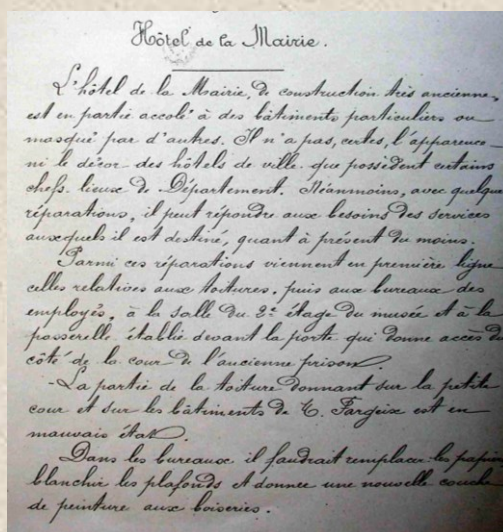 Hôtel de la Mairie.
L'hôtel de la Mairie, de construction très ancienne,
est en partie accolé à des bâtiments particuliers ou
masqué par d'autres. Il n'a pas, certes, l'apparence
ni le décor des hôtels de ville que possèdent certains
chefs-lieux de Département. Néanmoins, avec quelques
réparations, il peut répondre aux besoins des services
auxquels il est destiné, quant à présent du moins.
Parmi ces réparations viennent en première ligne
celles relatives aux toitures, puis aux bureaux des
employés, à la salle du 2e étage du musée et à la
passerelle établie devant la porte qui donne accès du
côté de la cour de l'ancienne prison.
-La partie de la toiture donnant sur la petite
cour et sur les bâtiments de Fargeix est en
mauvais état.
Dans les bureaux il faudrait remplacer les papiers
blanchir les plafonds et donner une nouvelle couche
de peinture aux boiseries.